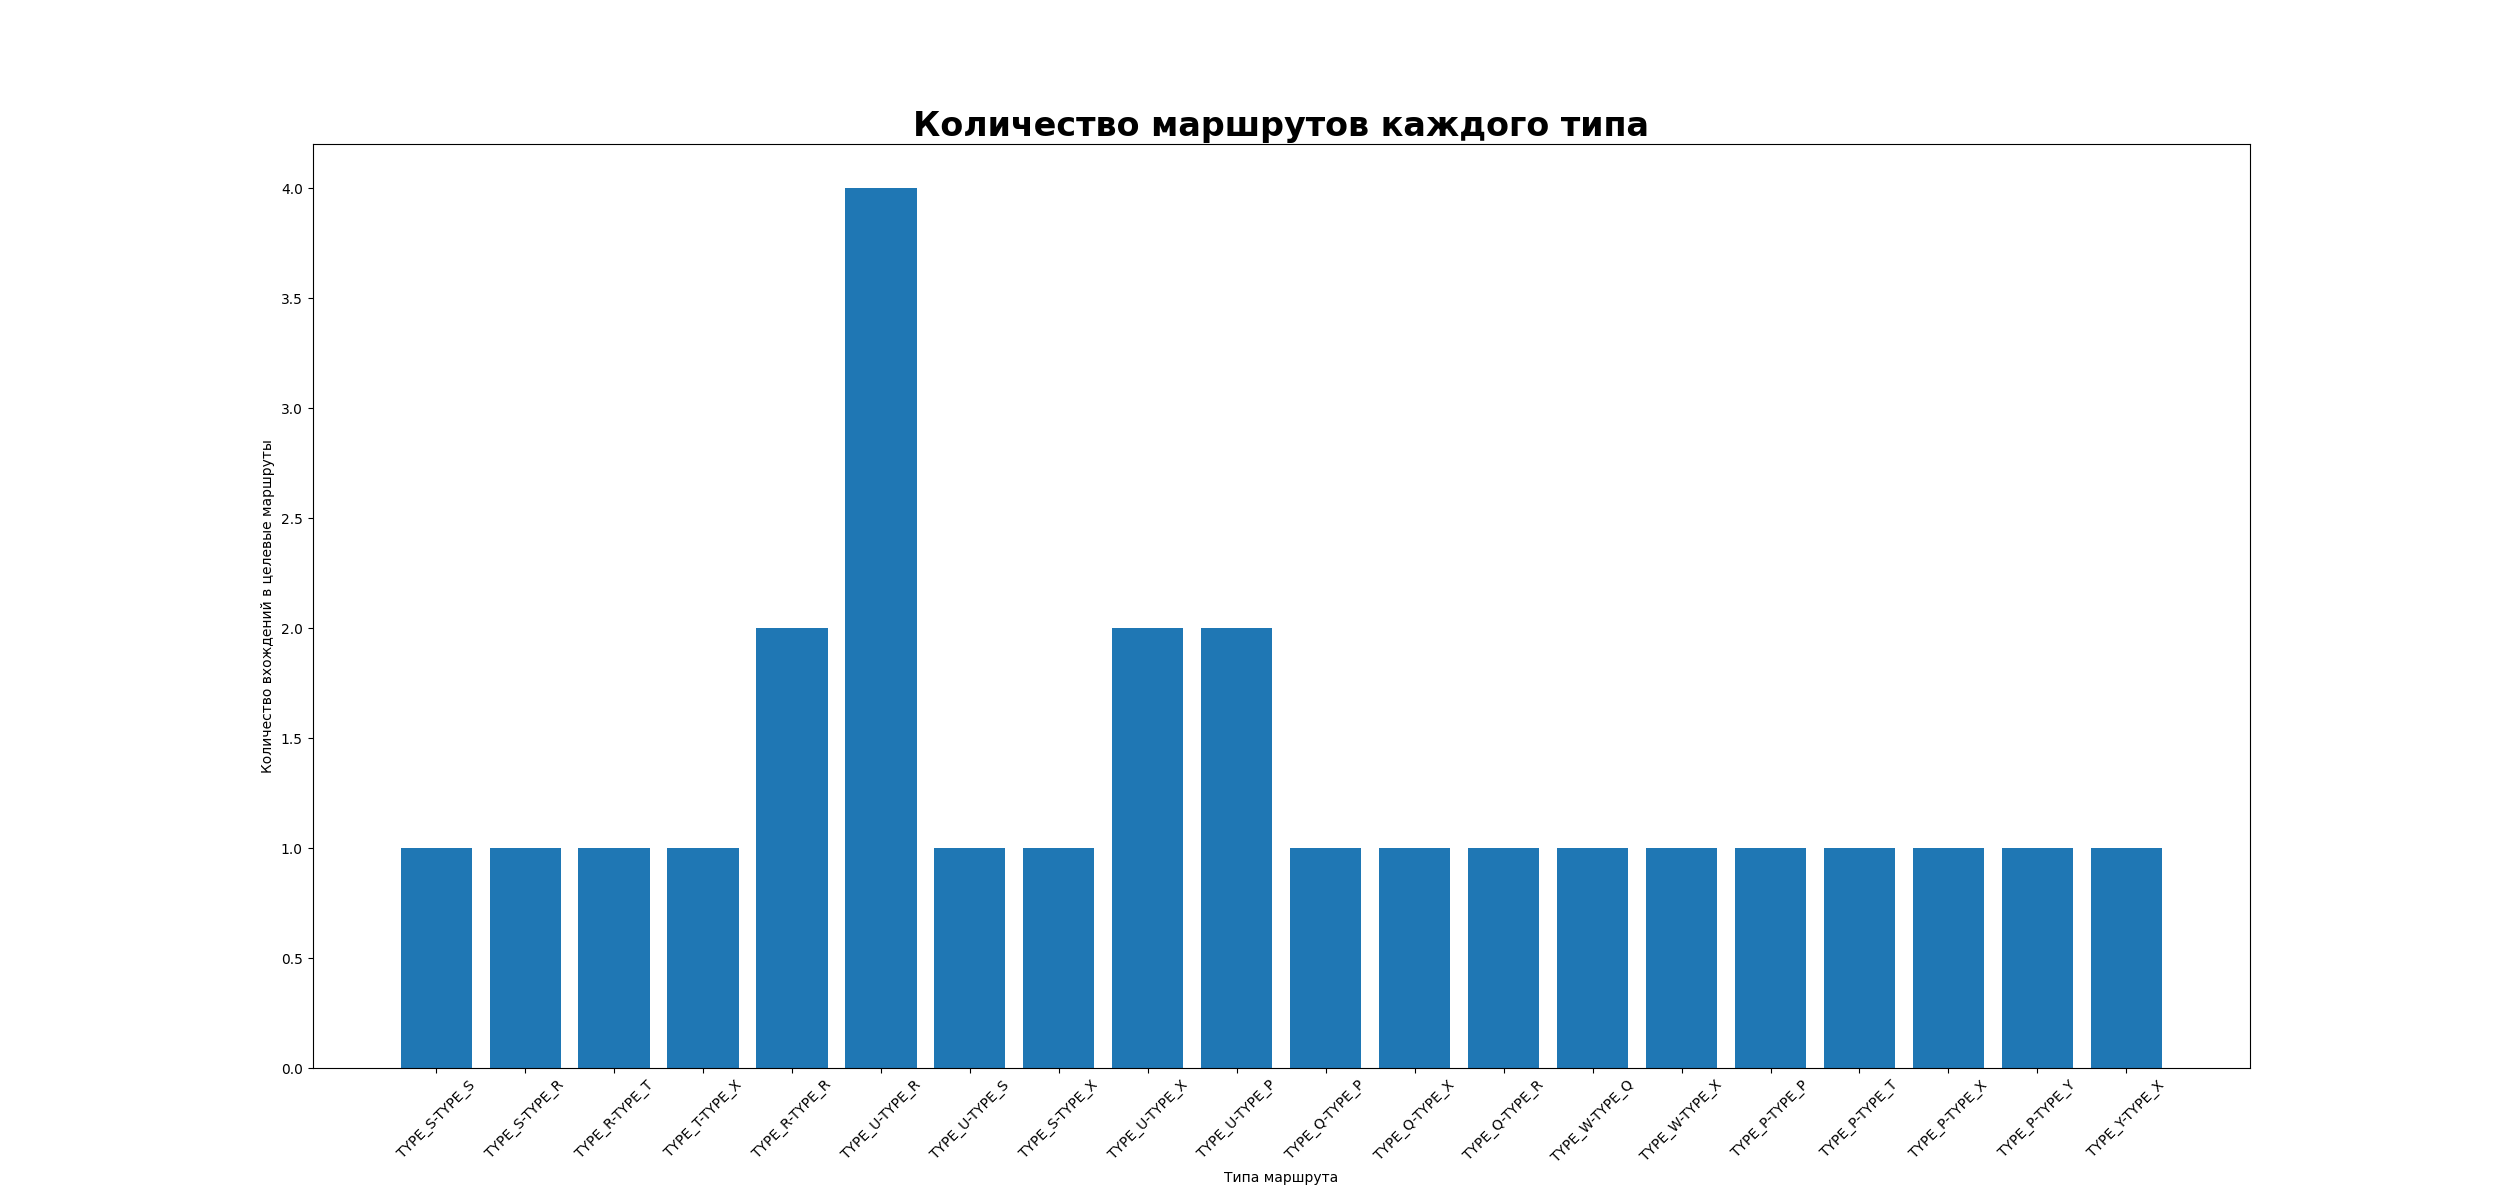 Количество маршрутов каждого типа
Количество вхождений в целевые маршруты
4.0
3.5
3.0
2.5
2.0
1.5
1.0
0.5
0.0
TYPE_S-TYPE_S
TYPE_S-TYPE_R
TYPE_R-TYPE_T
TYPE_T-TYPE_X
TYPE_R-TYPE_R
TYPE_U-TYPE_R
TYPE_U-TYPE_S
TYPE_S-TYPE_X
TYPE_U-TYPE_X
TYPE_U-TYPE_P
TYPE_Q-TYPE_P
TYPE_Q-TYPE_X
TYPE_Q-TYPE_R
TYPE_W-TYPE_Q
TYPE_W-TYPE_X
TYPE_P-TYPE_P
TYPE_P-TYPE_T
TYPE_P-TYPE_X
TYPE_P-TYPE_Y
TYPE_Y-TYPE_X
Типа маршрута